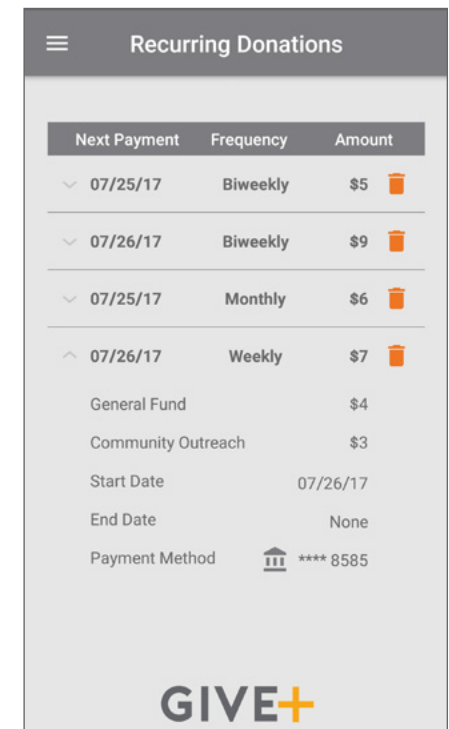 Recurring Donations
Next Payment Frequency Amount
07/25/17 Biweekly $5
07/26/17 Biweekly $9
07/25/17 Monthly $6
07/26/17 Weekly $7
General Fund $4
Community Outreach $3
Start Date 07/26/17
End Date None
Payment Method **** 8585
GIVE+